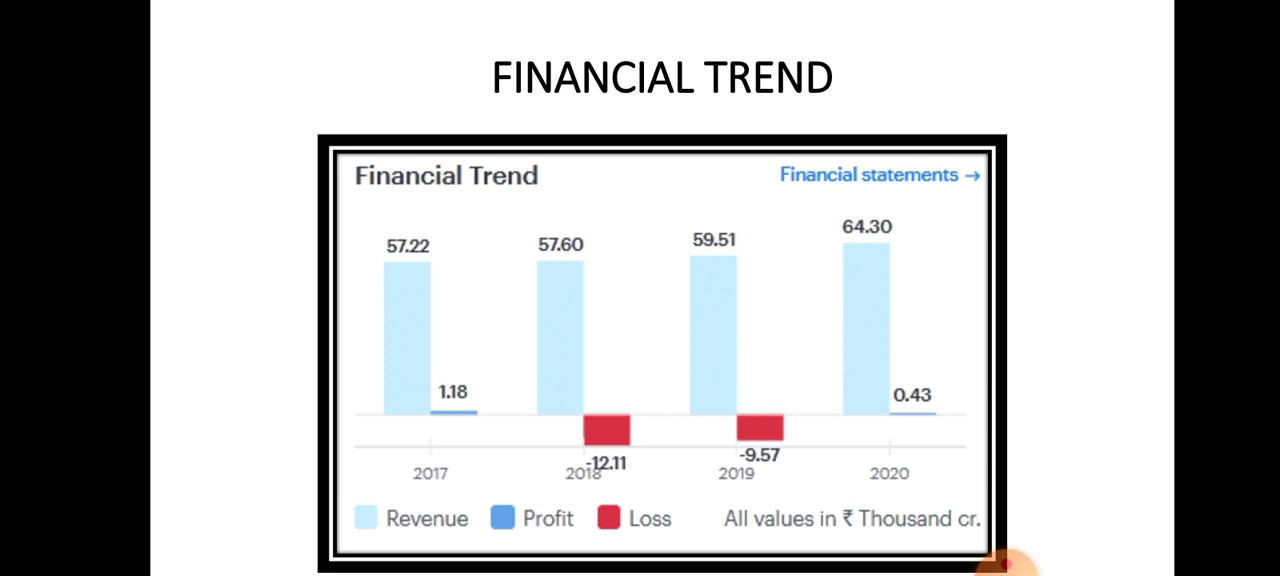 FINANCIAL TREND
Financial Trend
Financial statements →
57.22
57.60
59.51
64.30
1.18
0.43
-12.11
-9.57
2017
2018
2019
2020
Revenue
Profit
Loss
All values in ₹ Thousand cr.